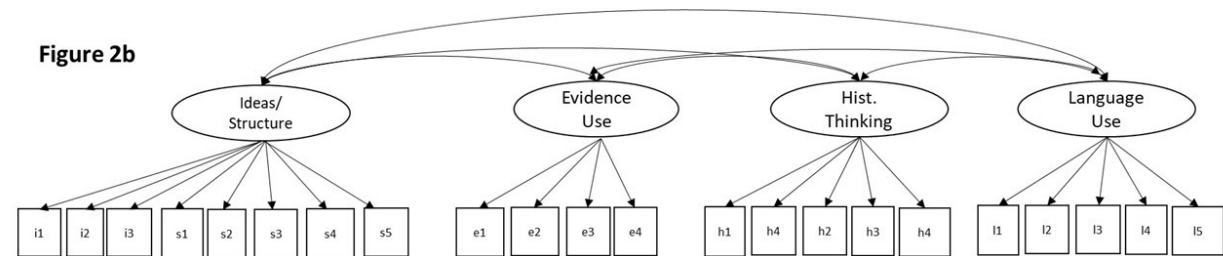 Figure 2b
Ideas/
Structure
Evidence
Use
Hist.
Thinking
Language
Use
i1 i2 i3 s1 s2 s3 s4 s5 e1 e2 e3 e4 h1 h4 h2 h3 h4 l1 l2 l3 l4 l5